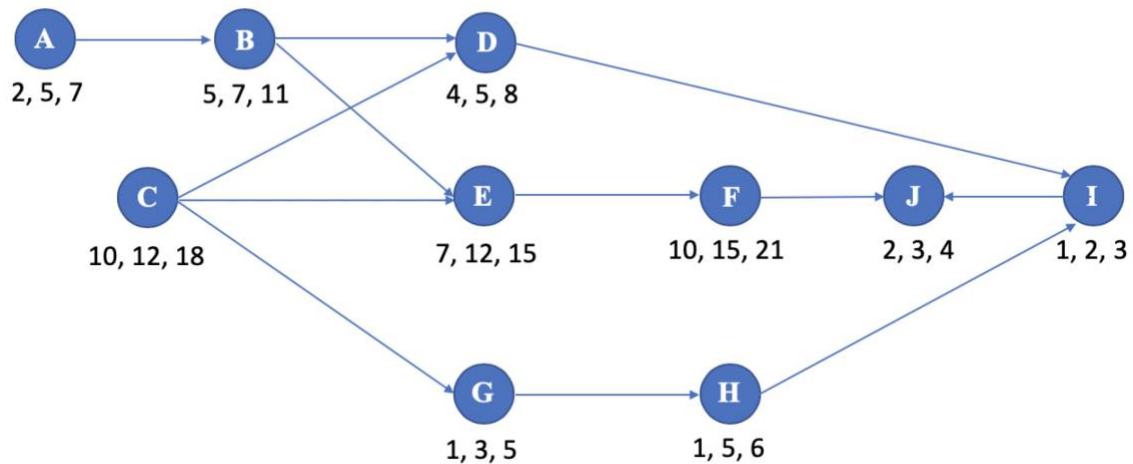 A
B
D
2, 5, 7
5, 7, 11
4, 5, 8
C
E
F
J
I
10, 12, 18
7, 12, 15
10, 15, 21
2, 3, 4
1, 2, 3
G
H
1, 3, 5
1, 5, 6